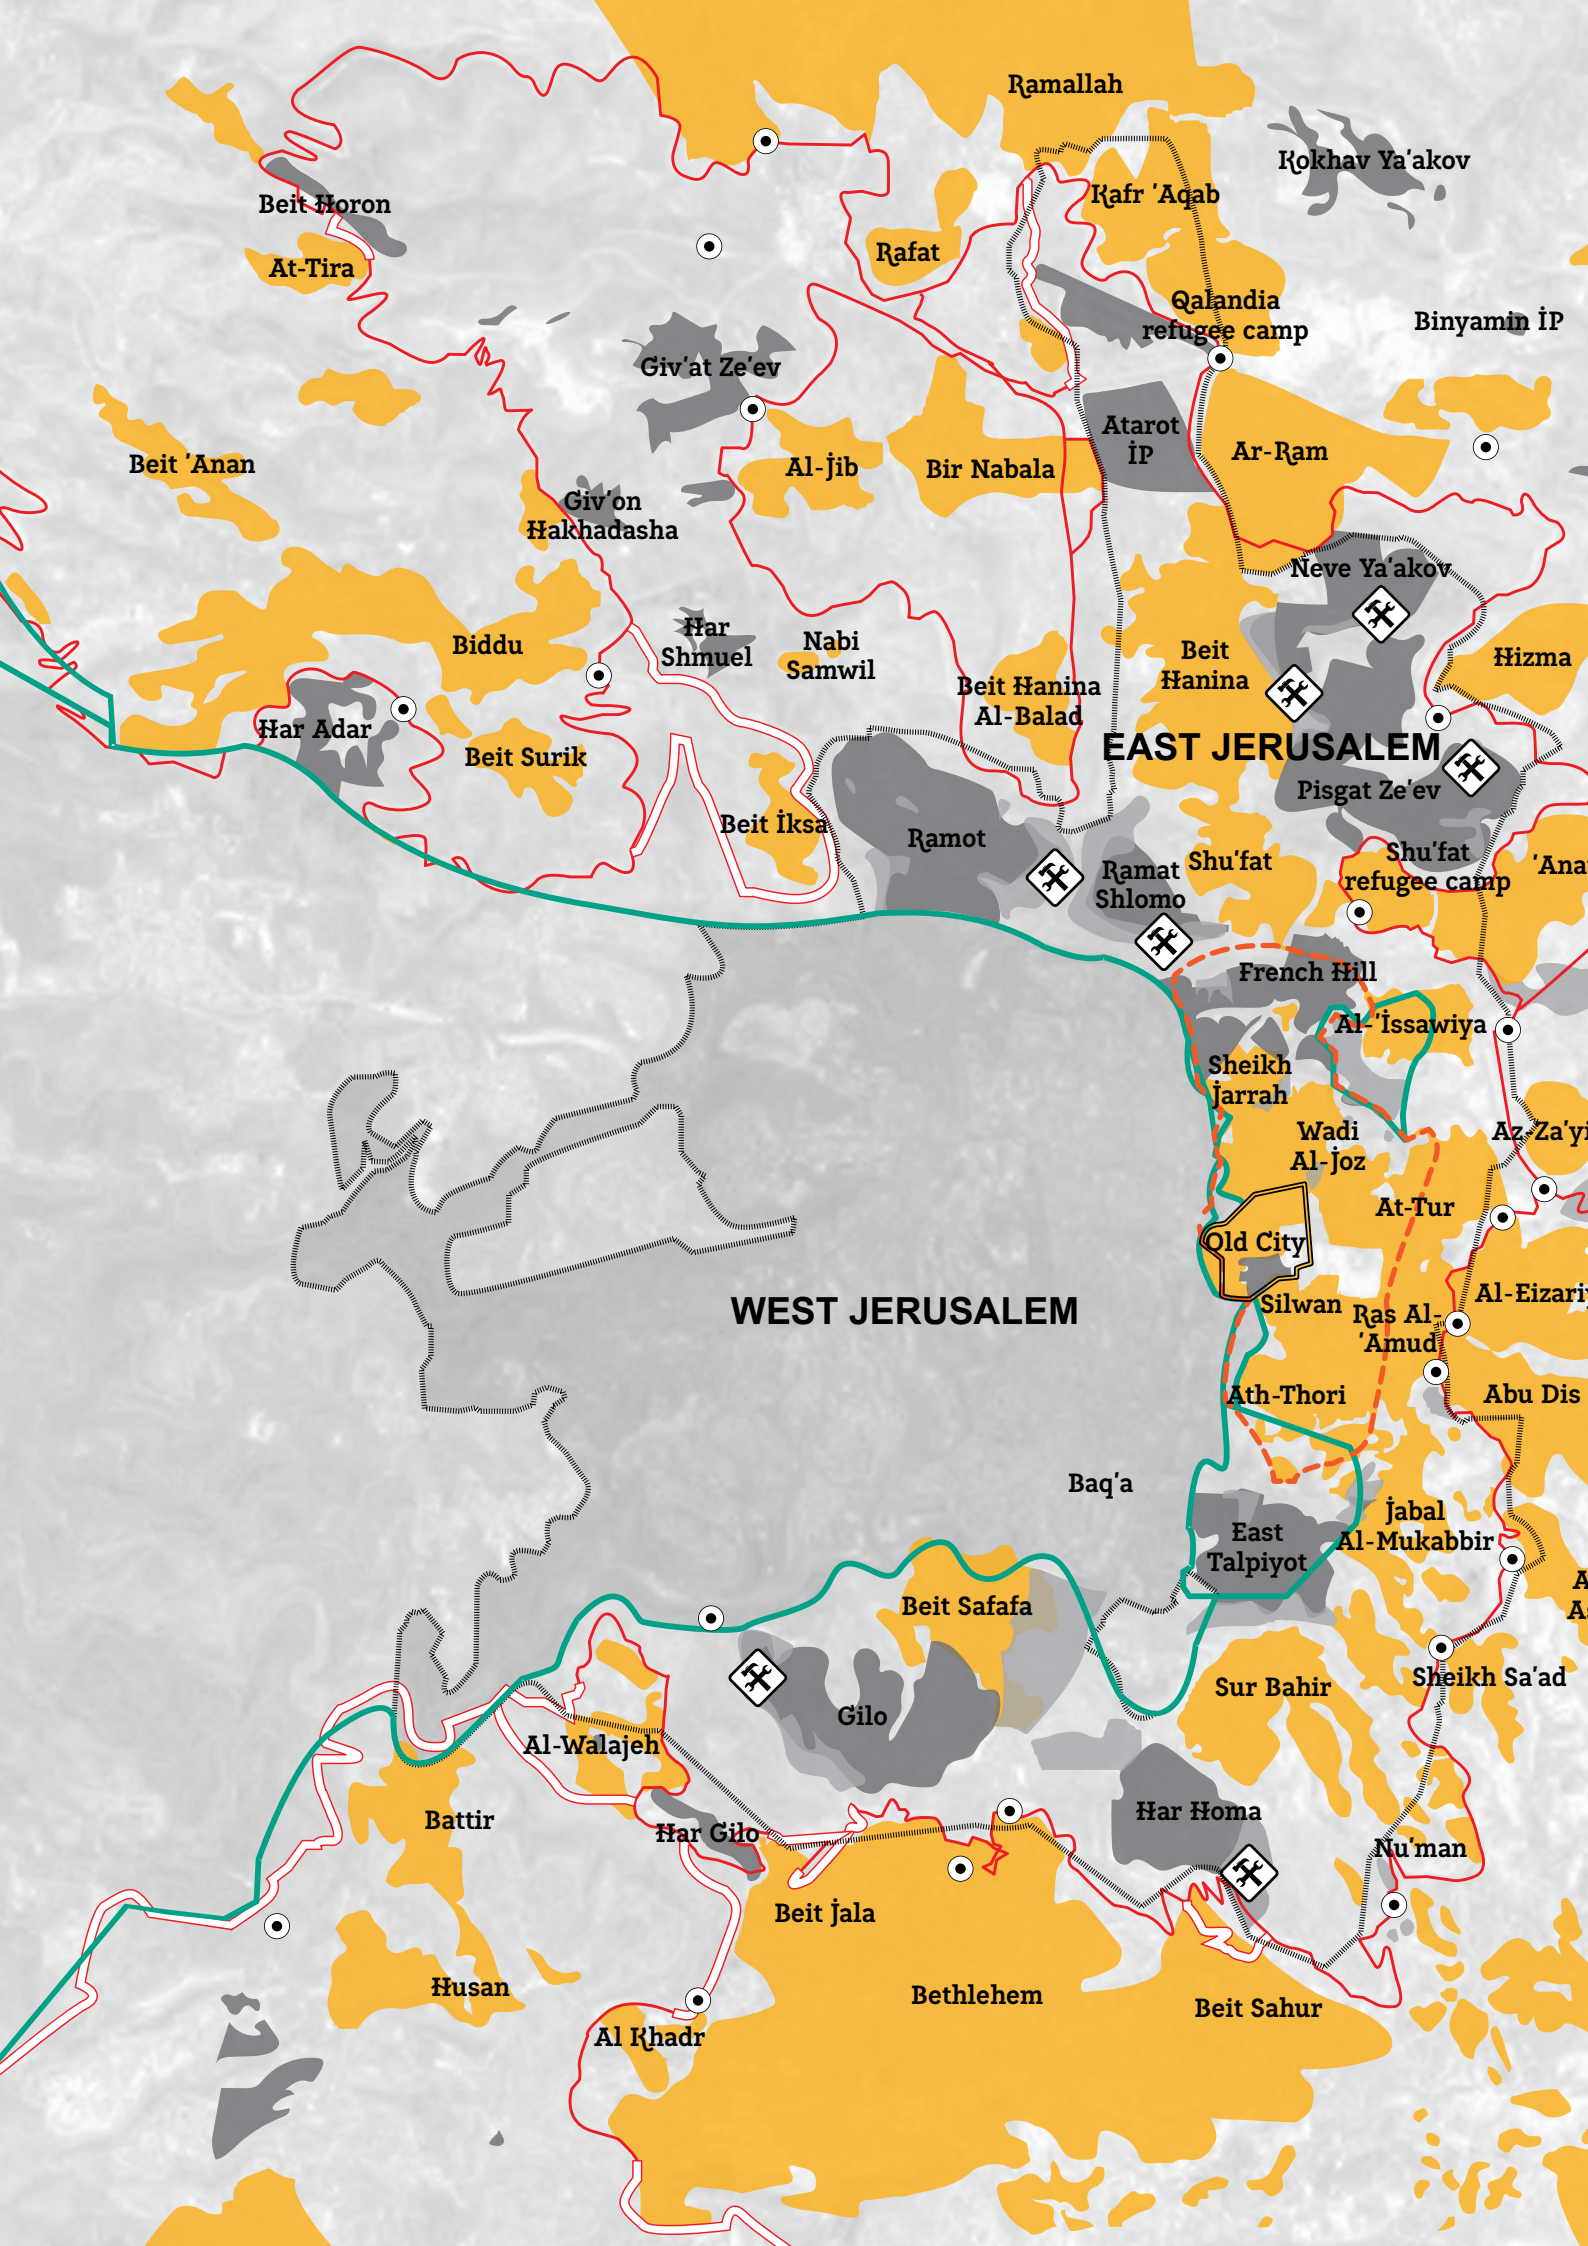 Ramallah
Kokhav Ya'akov
Kafr 'Aqab
Beit Horon
Rafat
At-Tira
Qalandia
refugee camp
Binyamin IP
Giv'at Ze'ev
Atarot
IP
Ar-Ram
Beit 'Anan
Al-Jib
Bir Nabala
Giv'on
Hakhadasha
Neve Ya'akov
Har
Shmuel
Nabi
Samwil
Biddu
Beit
Hanina
Hizma
Beit Hanina
Al-Balad
Har Adar
Beit Surik
EAST JERUSALEM
Pisgat Ze'ev
Beit Iksa
Ramot
Ramat
Shlomo
Shu'fat
Shu'fat
refugee camp
'Ana
French Hill
Al-'Issawiya
Sheikh
Jarrah
Wadi
Al-Joz
Az-Za'yi
At-Tur
Old City
Al-Eizariy
WEST JERUSALEM
Silwan
Ras Al-
'Amud
Ath-Thori
Abu Dis
Baq'a
Jabal
Al-Mukabbir
East
Talpiyot
A
A
Beit Safafa
Sheikh Sa'ad
Sur Bahir
Gilo
Al-Walajeh
Battir
Har Gilo
Har Homa
Nu'man
Beit Jala
Husan
Bethlehem
Beit Sahur
Al Khadr